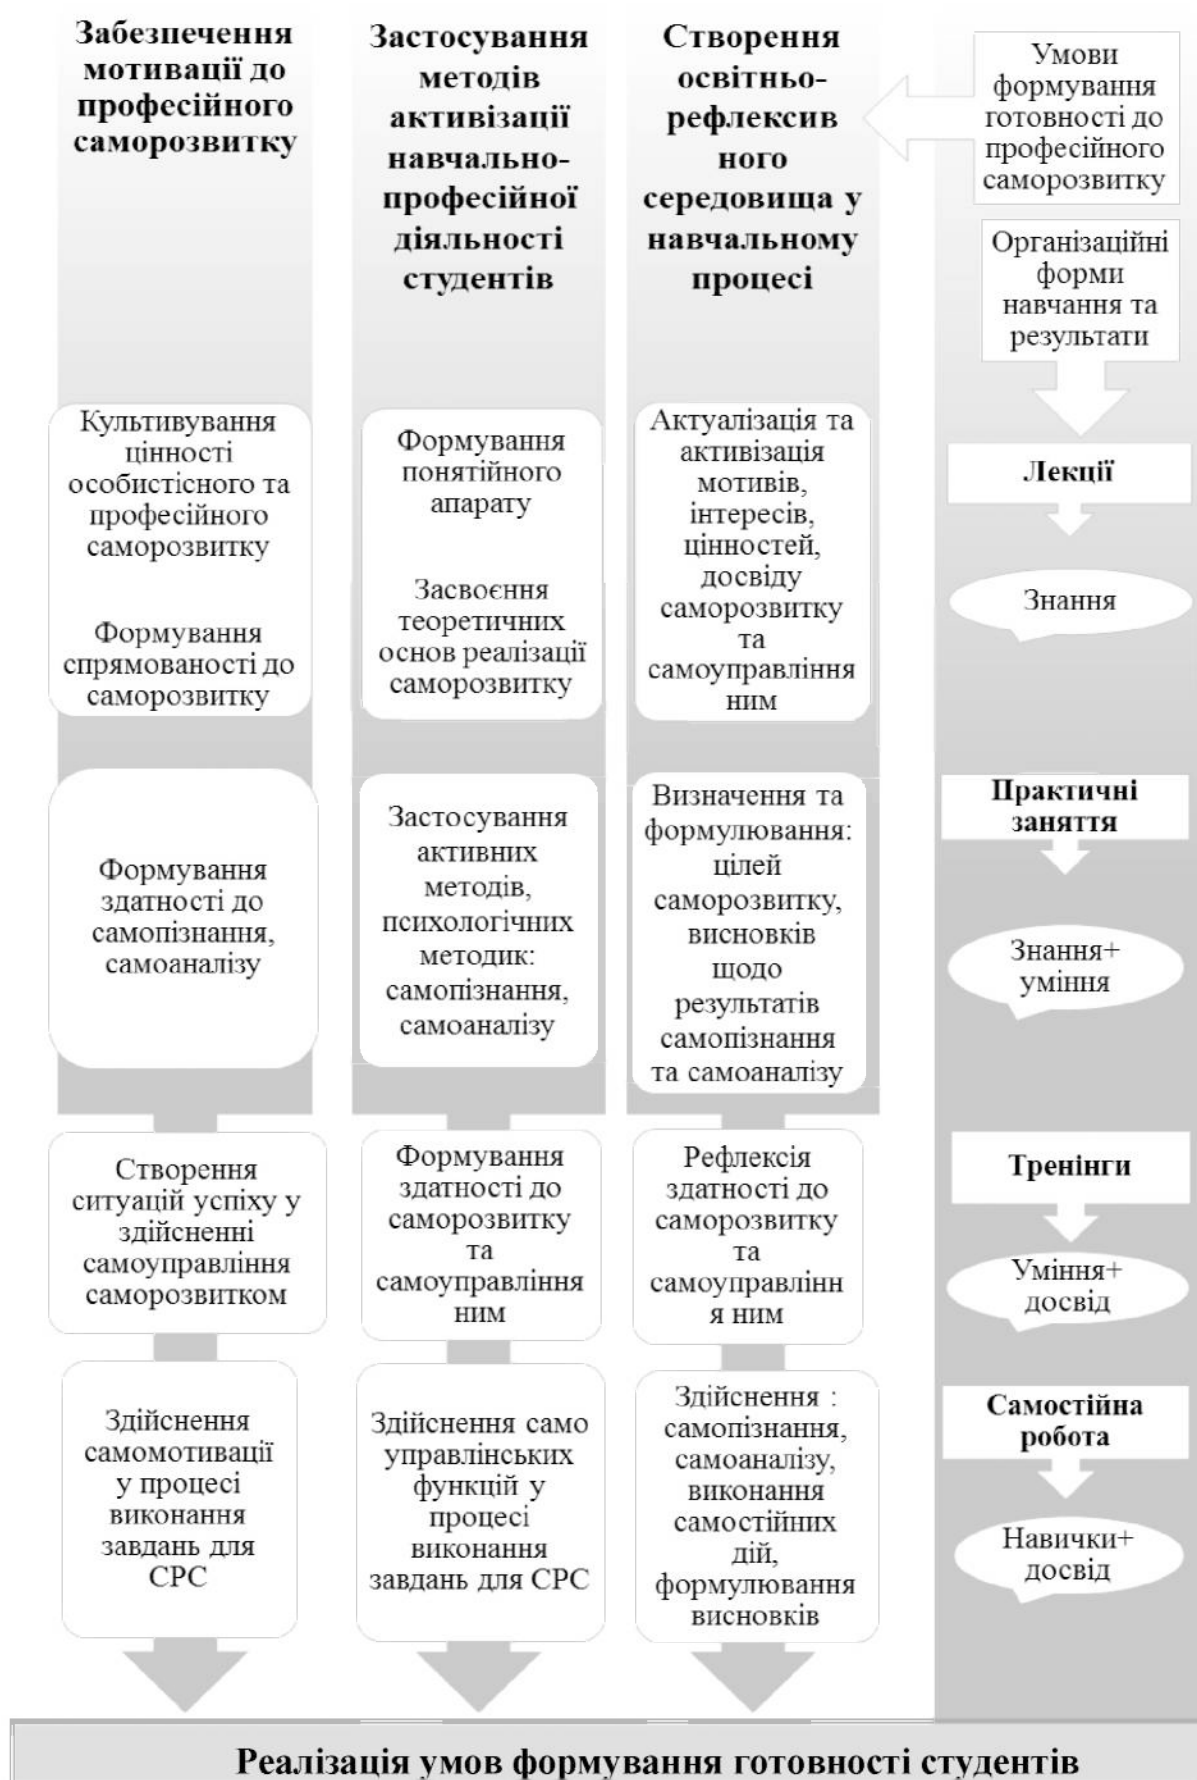 Забезпечення
мотивації до
професійного
саморозвитку
Застосування
методів
активізації
навчально-
професійної
діяльності
студентів
Створення
освітньо-
рефлексив
ного
середовища у
навчальному
процесі
Умови
формування
готовності до
професійного
саморозвитку
Організаційні
форми
навчання та
результати
Культивування
цінності
особистісного та
професійного
саморозвитку
Формування
спрямованості до
саморозвитку
Формування
понятійного
апарату
Засвоєння
теоретичних
основ реалізації
саморозвитку
Актуалізація та
активізація
мотивів,
інтересів,
цінностей,
досвіду
саморозвитку
та
самоуправління
ним
Лекції
Знання
Формування
здатності до
самопізнання,
самоаналізу
Застосування
активних
методів,
психологічних
методик:
самопізнання,
самоаналізу
Визначення та
формулювання:
цілей
саморозвитку,
висновків
щодо
результатів
самопізнання
та самоаналізу
Практичні
заняття
Знання+
уміння
Створення
ситуацій успіху у
здійсненні
самоуправління
саморозвитком
Формування
здатності до
саморозвитку
та
самоуправління
ним
Рефлексія
здатності до
саморозвитку
та
самоуправлінн
я ним
Тренінги
Уміння+
досвід
Здійснення
самомотивації
у процесі
виконання
завдань для
СРС
Здійснення само
управлінських
функцій у
процесі
виконання
завдань для СРС
Здійснення :
самопізнання,
самоаналізу,
виконання
самостійних
дій,
формулювання
висновків
Самостійна
робота
Навички+
досвід
Реалізація умов формування готовності студентів